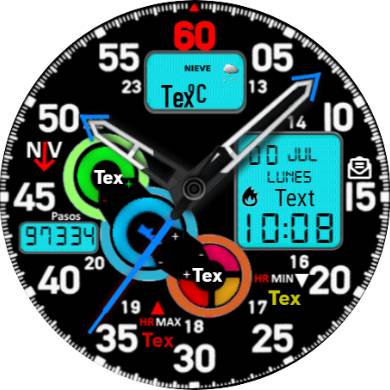 60
55
05
NIEVE
Tex°C
23
13
50
10
14
00 JUL
LUNES
Text
10:08
N V
Tex
45
15
Pasos
97334
20
16
40
20
Tex
HR MIN
17
Tex
19
HR MAX
18
Tex
35
25
30